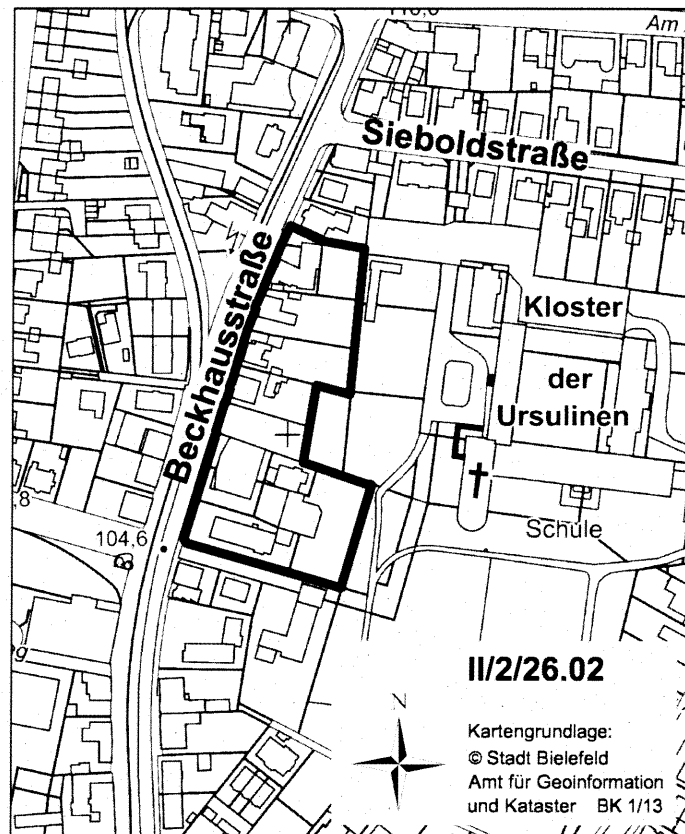 Am
Sieboldstraße
Beckhausstraße
Kloster
der
Ursulinen
Schule
,8
104,6
II/2/26.02
N
Kartengrundlage:
© Stadt Bielefeld
Amt für Geoinformation
und Kataster BK 1/13